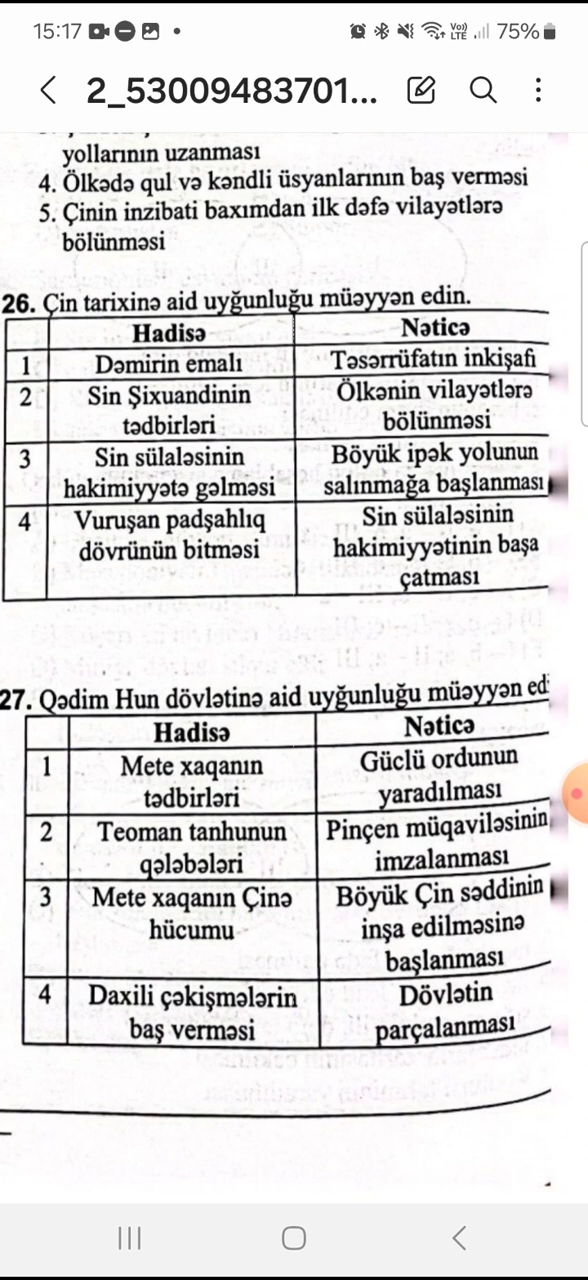 15:17
Vo))
LTE
75%
2_53009483701...
yollarının uzanması
4. Ölkədə qul və kəndli üsyanlarının baş verməsi
5. Çinin inzibati baxımdan ilk dəfə vilayətlərə
bölünməsi
26. Çin tarixinə aid uyğunluğu müəyyən edin.
Hadisə Nəticə
1 Dəmirin emalı Təsərrüfatın inkişafı
2 Sin Şixuandinin Ölkənin vilayətlərə
tədbirləri bölünməsi
3 Sin sülaləsinin Böyük ipək yolunun
hakimiyyətə gəlməsi salınmağa başlanması
4 Vuruşan padşahlıq Sin sülaləsinin
dövrünün bitməsi hakimiyyətinin başa
çatması
27. Qədim Hun dövlətinə aid uyğunluğu müəyyən ed
Hadisə Nəticə
1 Mete xaqanın Güclü ordunun
tədbirləri yaradılması
2 Teoman tanhunun Pinçen müqaviləsinin
qələbələri imzalanması
3 Mete xaqanın Çinə Böyük Çin səddinin
hücumu inşa edilməsinə
başlanması
4 Daxili çəkişmələrin Dövlətin
baş verməsi parçalanması